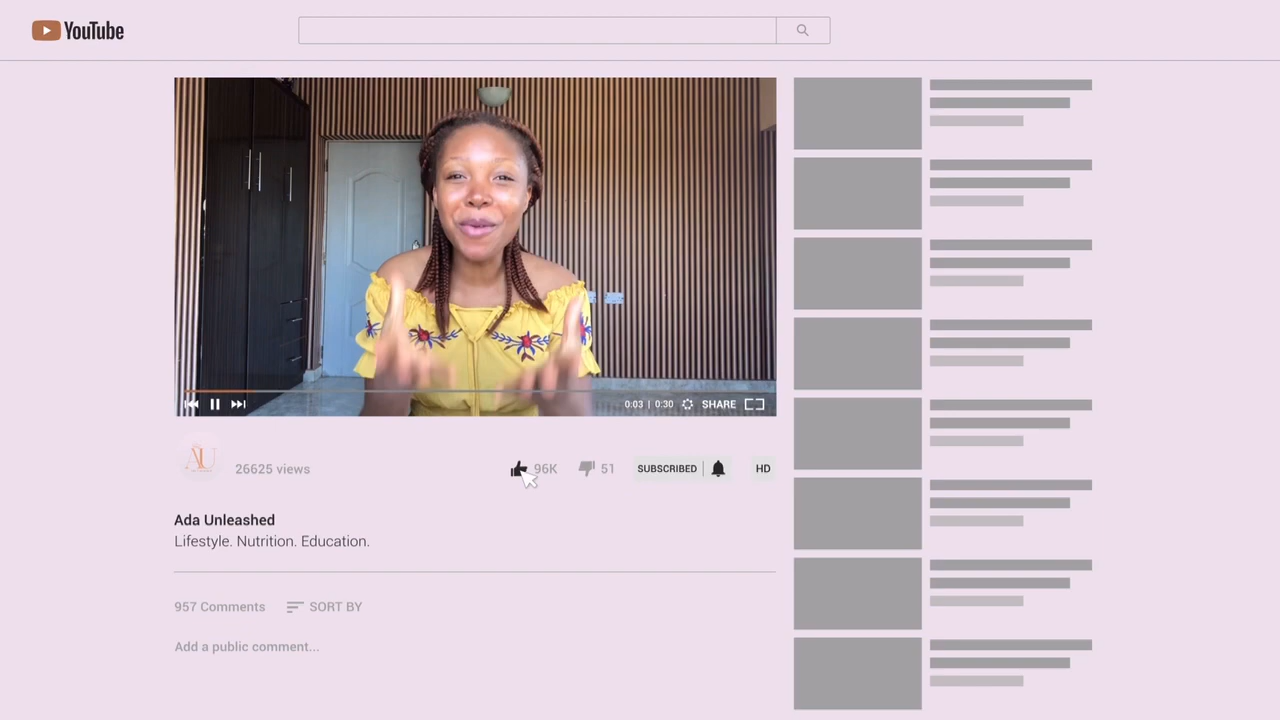 YouTube
0:03 | 0:30 SHARE
AU
26625 views
96K 51 SUBSCRIBED HD
Ada Unleashed
Lifestyle. Nutrition. Education.
957 Comments SORT BY
Add a public comment...